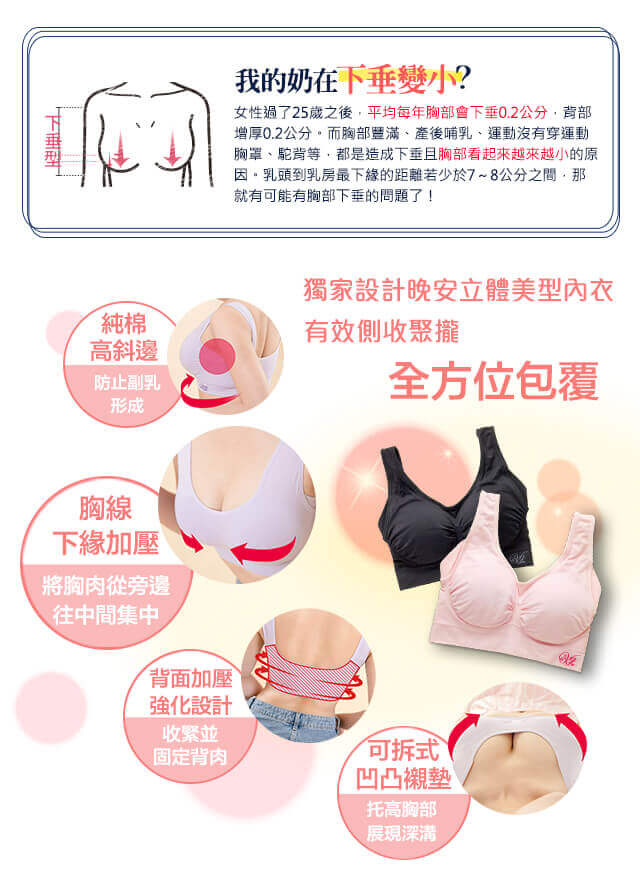 我的奶在下垂變小?
下垂型
女性過了25歲之後，平均每年胸部會下垂0.2公分，背部
增厚0.2公分。而胸部豐滿、產後哺乳、運動沒有穿運動
胸罩、駝背等，都是造成下垂且胸部看起來越來越小的原
因。乳頭到乳房最下緣的距離若少於7~8公分之間，那
就有可能有胸部下垂的問題了！
獨家設計晚安立體美型內衣
有效側收聚攏
全方位包覆
純棉
高斜邊
防止副乳
形成
胸線
下緣加壓
將胸肉從旁邊
往中間集中
背面加壓
強化設計
收緊並
固定背肉
可拆式
凹凸襯墊
托高胸部
展現深溝